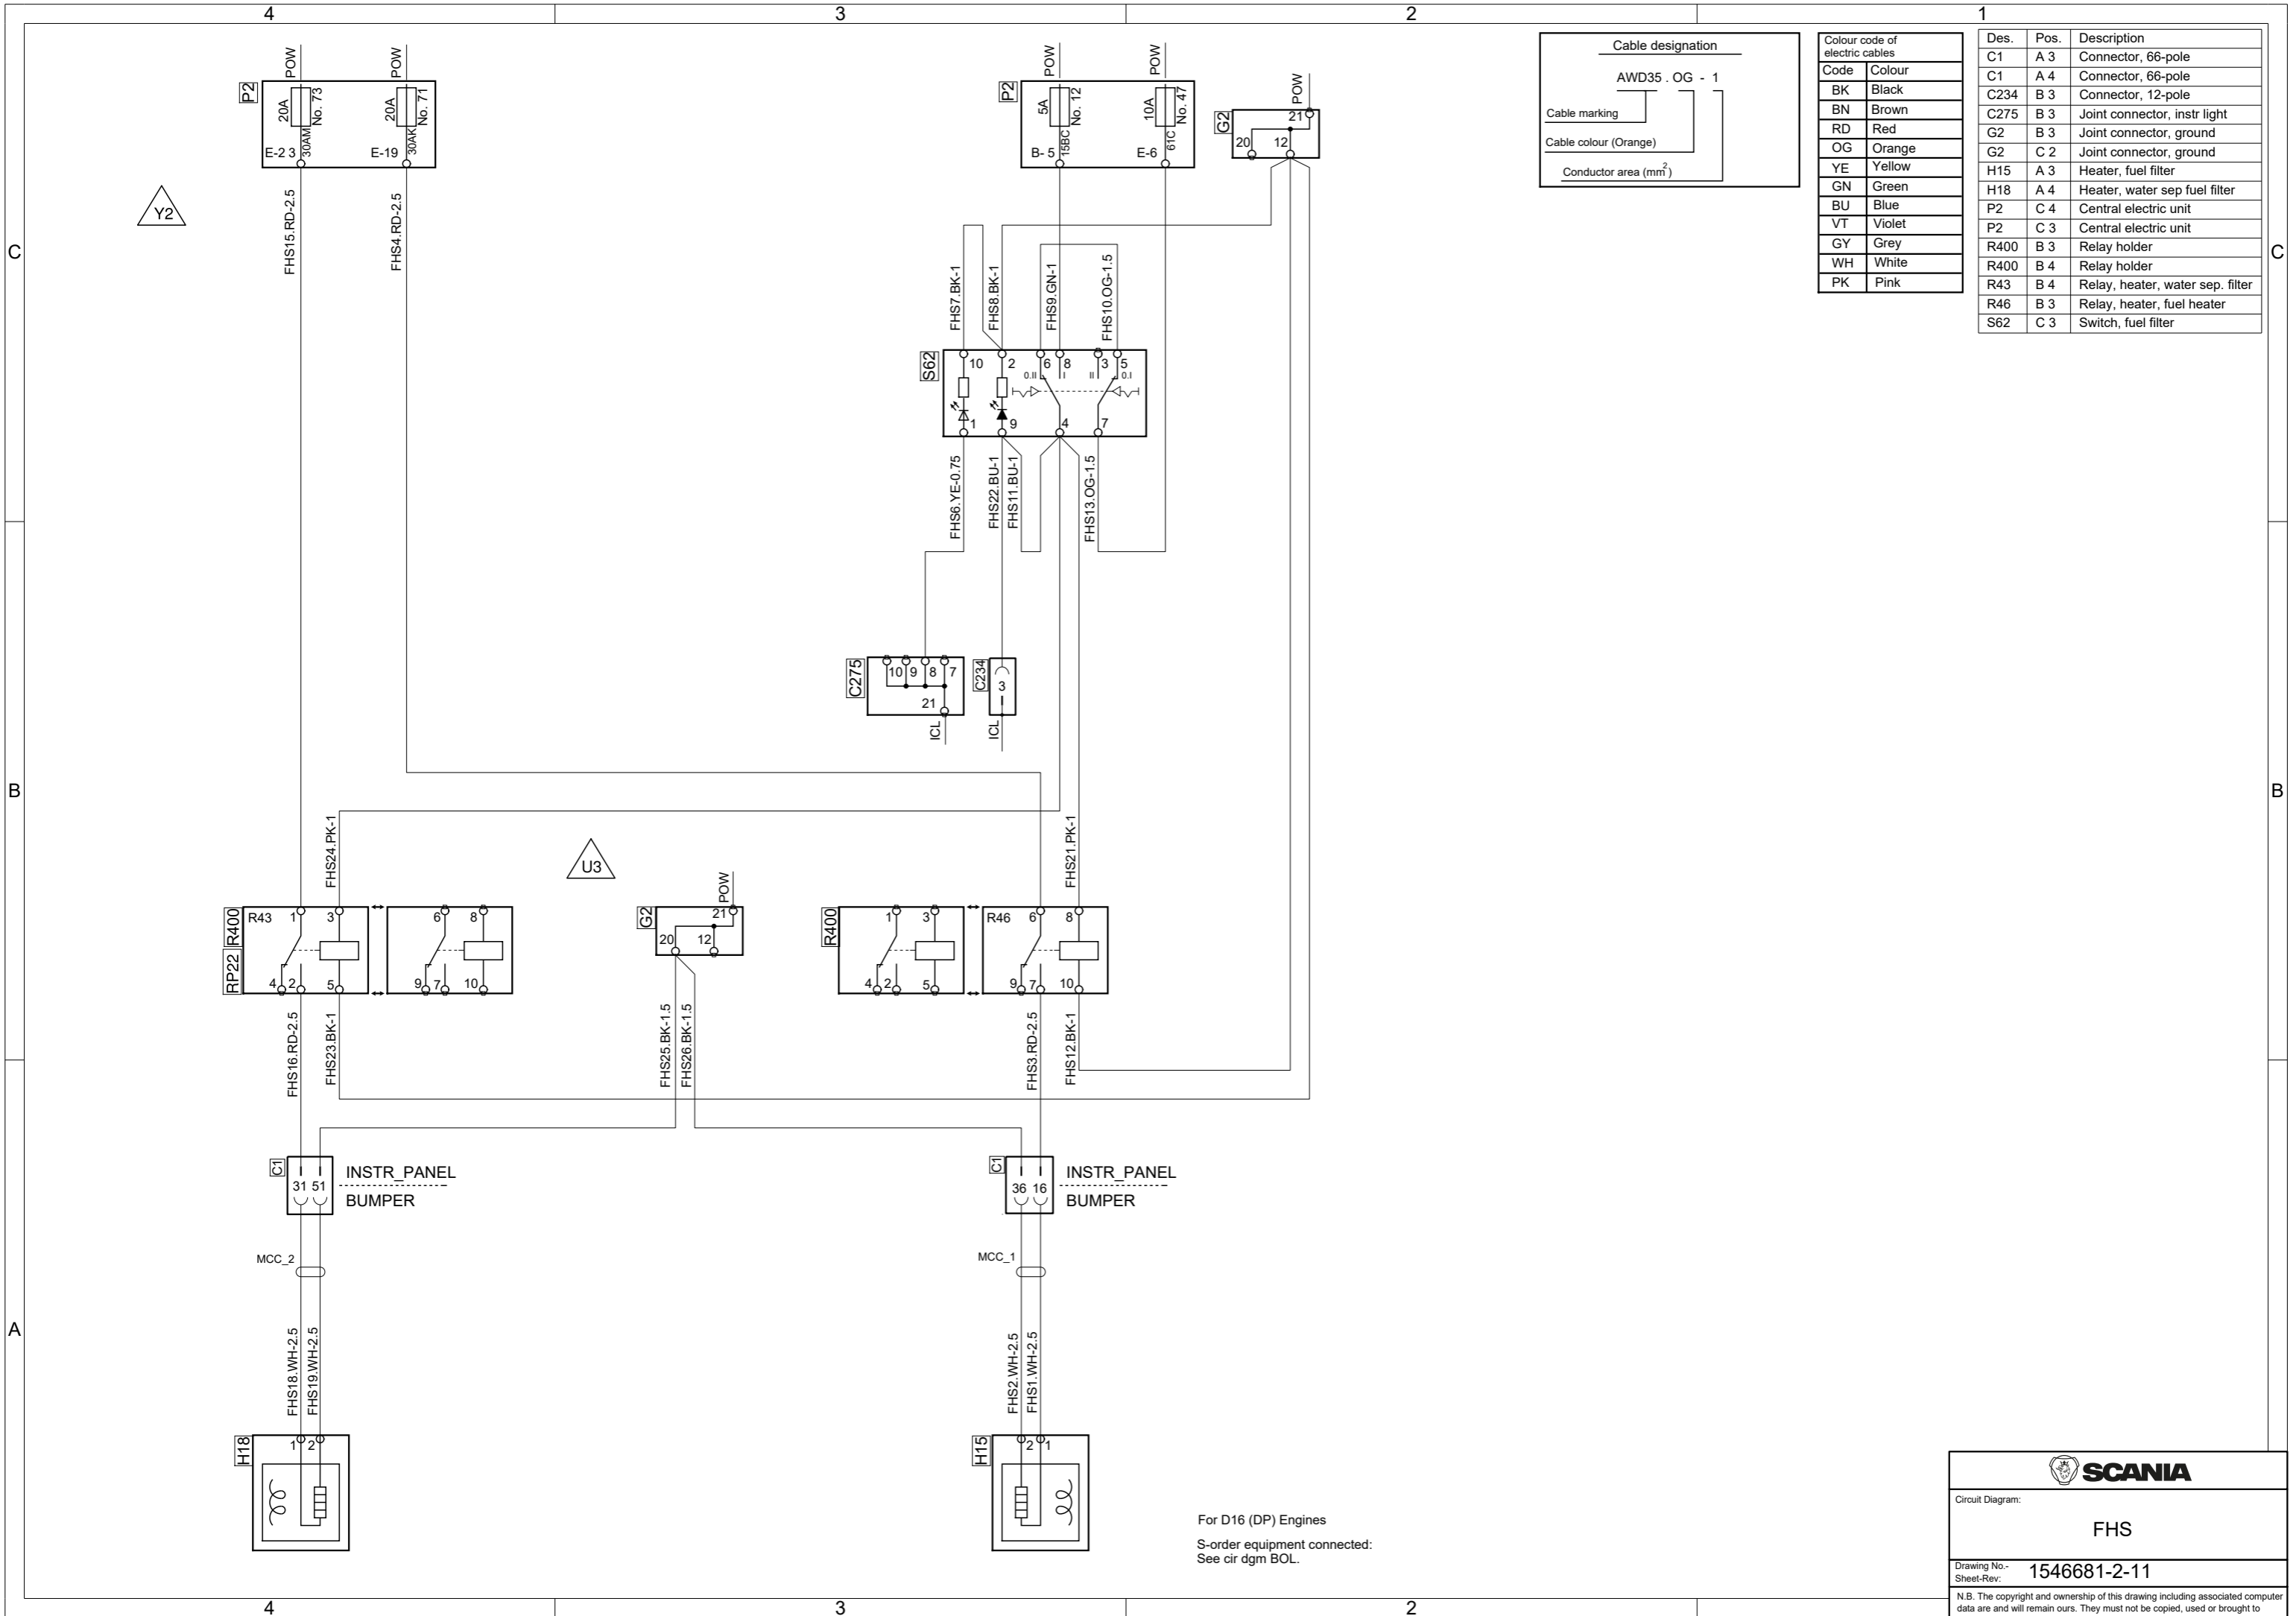 4 3 2 1
C C
B B
A A
4 3 2
P2
POW POW
20A No. 73 20A No. 71
E-2 3 30AM E-19 30AK
Y2
FHS15.RD-2.5
FHS4.RD-2.5
P2
POW POW
5A No. 12 10A No. 47
B- 5 15BC E-6 61C
G2
POW
21
20 12
FHS7.BK-1
FHS8.BK-1
FHS9.GN-1
FHS10.OG-1.5
S62
10 2 6 8 3 5
0.II I II 0.I
1 9 4 7
FHS6.YE-0.75
FHS22.BU-1
FHS11.BU-1
FHS13.OG-1.5
C275
10 9 8 7
21
ICL
C234
3
ICL
FHS24.PK-1
U3
FHS21.PK-1
R400
RP22
R43 1 3 6 8
4 2 5 9 7 10
G2
POW
21
20 12
R400
1 3 R46 6 8
4 2 5 9 7 10
FHS16.RD-2.5
FHS23.BK-1
FHS25.BK-1.5
FHS26.BK-1.5
FHS3.RD-2.5
FHS12.BK-1
C1
31 51
INSTR_PANEL
BUMPER
C1
36 16
INSTR_PANEL
BUMPER
MCC_2
MCC_1
FHS18.WH-2.5
FHS19.WH-2.5
FHS2.WH-2.5
FHS1.WH-2.5
H18
1 2
H15
2 1
For D16 (DP) Engines
S-order equipment connected:
See cir dgm BOL.
Cable designation
AWD35 . OG - 1
Cable marking
Cable colour (Orange)
Conductor area (mm2)
Colour code of
electric cables
Code Colour
BK Black
BN Brown
RD Red
OG Orange
YE Yellow
GN Green
BU Blue
VT Violet
GY Grey
WH White
PK Pink
Des. Pos. Description
C1 A 3 Connector, 66-pole
C1 A 4 Connector, 66-pole
C234 B 3 Connector, 12-pole
C275 B 3 Joint connector, instr light
G2 B 3 Joint connector, ground
G2 C 2 Joint connector, ground
H15 A 3 Heater, fuel filter
H18 A 4 Heater, water sep fuel filter
P2 C 4 Central electric unit
P2 C 3 Central electric unit
R400 B 3 Relay holder
R400 B 4 Relay holder
R43 B 4 Relay, heater, water sep. filter
R46 B 3 Relay, heater, fuel heater
S62 C 3 Switch, fuel filter
SCANIA
Circuit Diagram:
FHS
Drawing No.-
Sheet-Rev: 1546681-2-11
N.B. The copyright and ownership of this drawing including associated computer
data are and will remain ours. They must not be copied, used or brought to